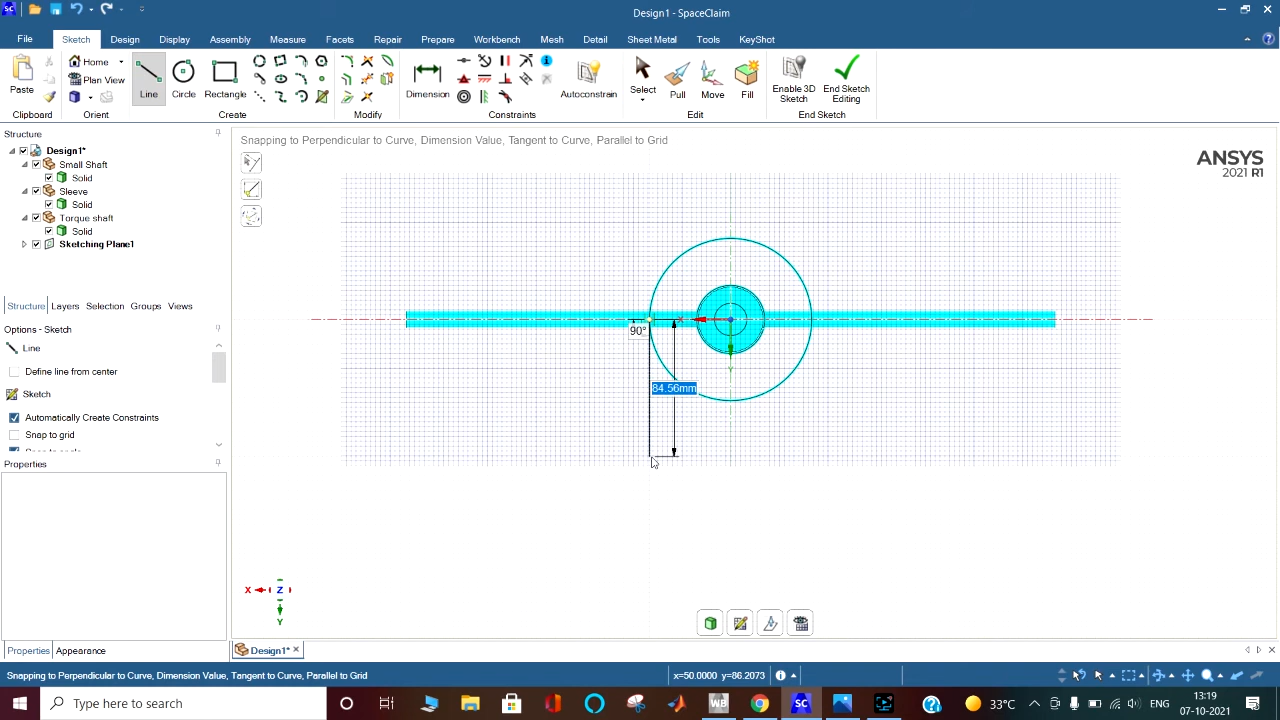 SC
Design1 - SpaceClaim
File Sketch Design Display Assembly Measure Facets Repair Prepare Workbench Mesh Detail Sheet Metal Tools KeyShot
Paste
Home
Plan View
Line Circle Rectangle
Dimension
Autoconstrain
Select Pull Move Fill
Enable 3D Sketch
End Sketch Editing
Clipboard Orient Create Modify Constraints Edit End Sketch
Structure
Design1*
Small Shaft
Solid
Sleeve
Solid
Torque shaft
Solid
Sketching Plane1
Structure Layers Selection Groups Views
Options - Sketch
Line
Define line from center
Sketch
Automatically Create Constraints
Snap to grid
Properties
Properties Appearance
Snapping to Perpendicular to Curve, Dimension Value, Tangent to Curve, Parallel to Grid
ANSYS
2021 R1
X
90°
84.56mm
Y
X Z
Y
Design1*
Snapping to Perpendicular to Curve, Dimension Value, Tangent to Curve, Parallel to Grid
x=50.0000 y=86.2073
Type here to search
WB
SC
33°C
ENG
13:19
07-10-2021